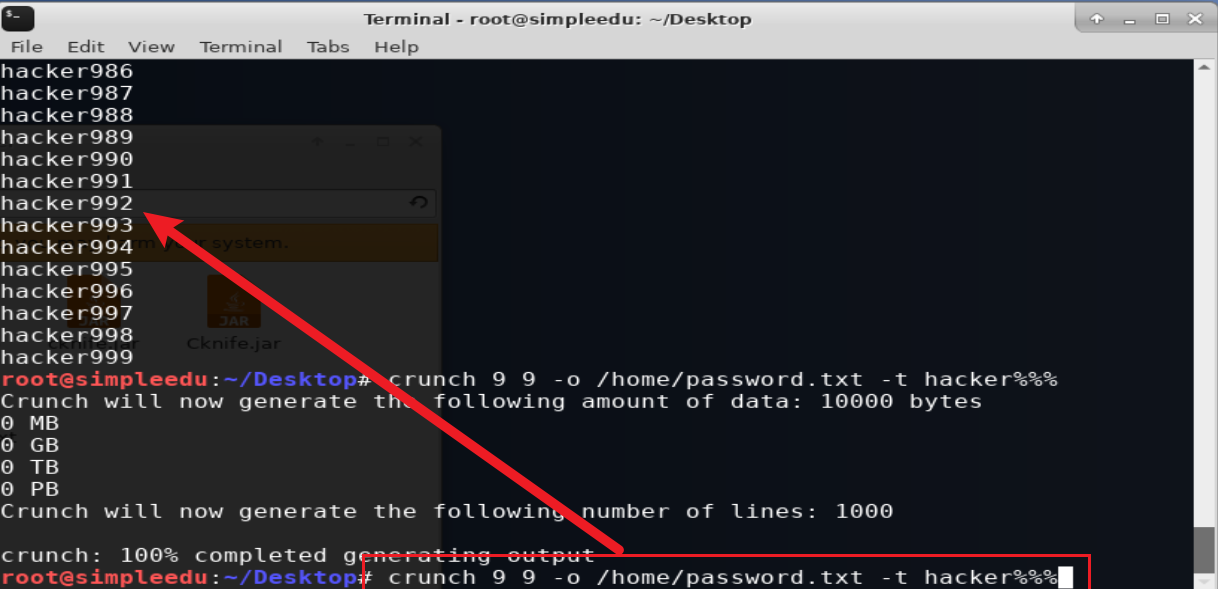 Terminal - root@simpleedu: ~/Desktop
File Edit View Terminal Tabs Help
hacker986
hacker987
hacker988
hacker989
hacker990
hacker991
hacker992
hacker993
hacker994
your system.
hacker995
hacker996
hacker997
JAR
JAR
hacker998
cknife.jar
Cknife.jar
hacker999
root@simpleedu:~/Desktop# crunch 9 9 -o /home/password.txt -t hacker%%%
Crunch will now generate the following amount of data: 10000 bytes
0 MB
0 GB
0 TB
0 PB
Crunch will now generate the following number of lines: 1000
crunch: 100% completed generating output
root@simpleedu:~/Desktop# crunch 9 9 -o /home/password.txt -t hacker%%%